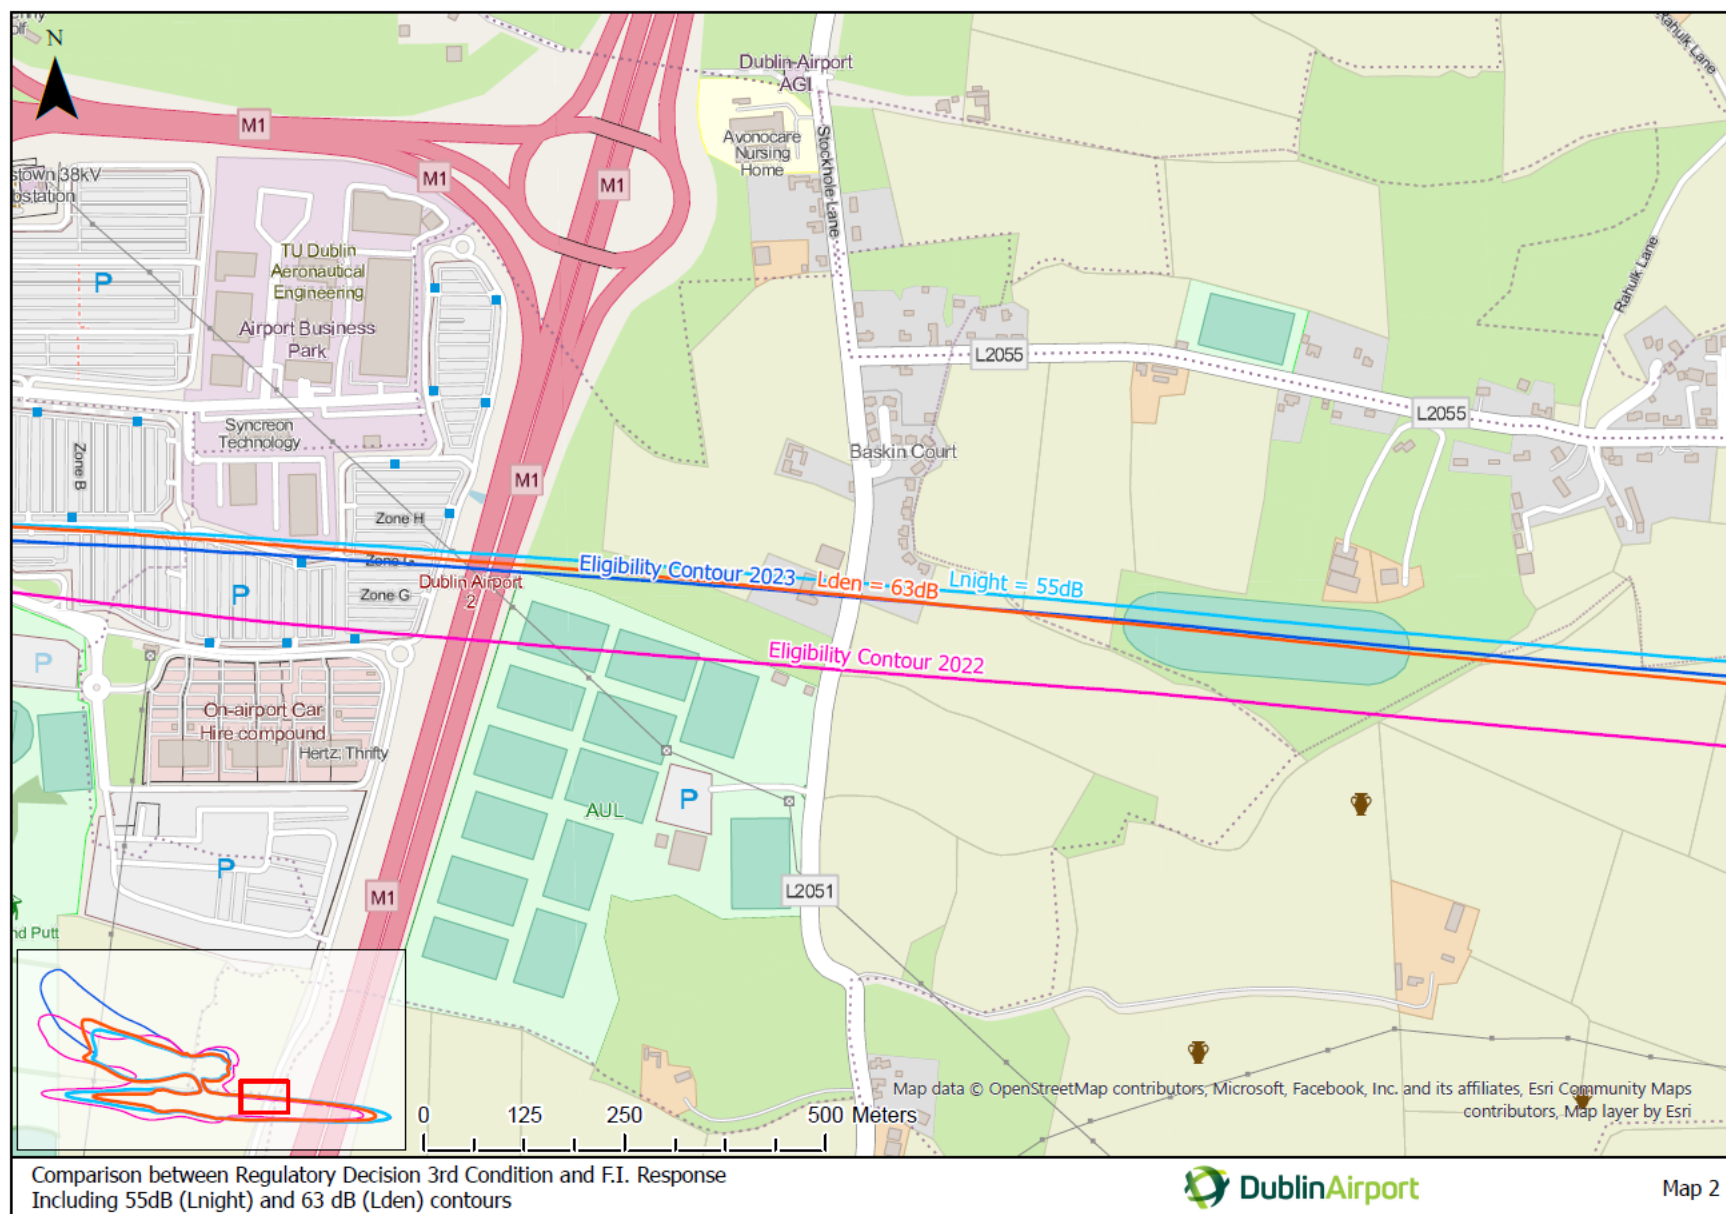 N
Dublin Airport
AGI
Rahulk Lane
M1
Avonocare
Nursing
Home
Stockhole Lane
M1
M1
38kV
TU Dublin
Aeronautical
Engineering
P
Airport Business
Park
Rahulk Lane
L2055
L2055
Syncreon
Technology
Zone B
Baskin Court
M1
Zone H
Zone G
Eligibility Contour 2023
Lden = 63dB
Lnight = 55dB
Dublin Airport
2
P
Zone G
Eligibility Contour 2022
P
On-airport Car
Hire compound
Hertz; Thrifty
P
AUL
P
L2051
M1
Putt
0 125 250 500 Meters
Map data © OpenStreetMap contributors, Microsoft, Facebook, Inc. and its affiliates, Esri Community Maps
contributors, Map layer by Esri
Comparison between Regulatory Decision 3rd Condition and F.I. Response
Including 55dB (Lnight) and 63 dB (Lden) contours
DublinAirport
Map 2